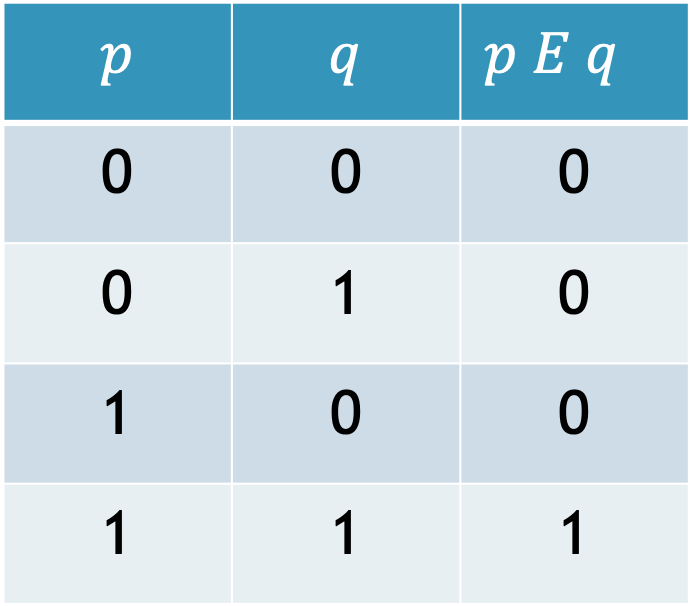 p q p E q
0 0 0
0 1 0
1 0 0
1 1 1